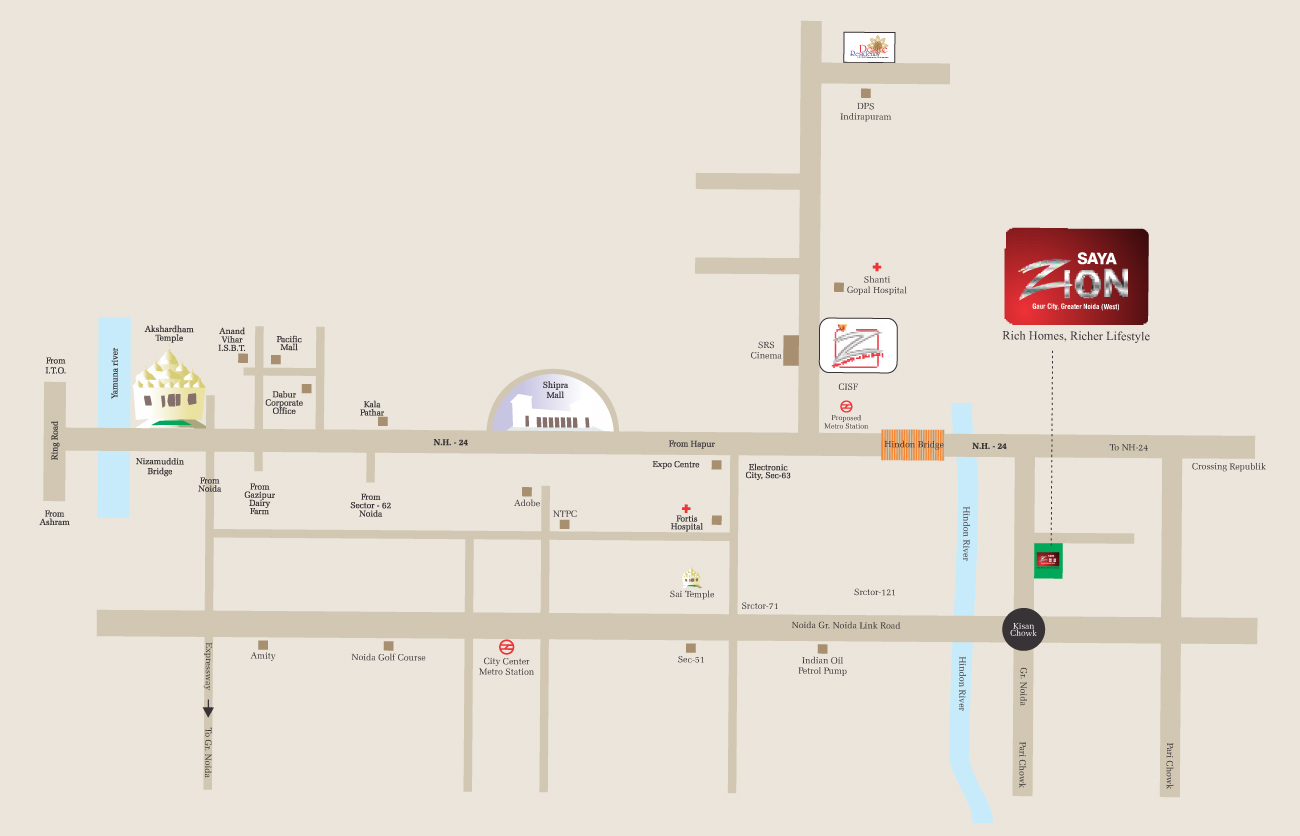 Desire
Residency
DPS
Indirapuram
Shanti
Gopal Hospital
SAYA
ZION
Gaur City, Greater Noida (West)
Rich Homes, Richer Lifestyle
SRS
Cinema
CISF
Proposed
Metro Station
Akshardham
Temple
Anand
Vihar
I.S.B.T.
Pacific
Mall
From
I.T.O.
Yamuna river
Dabur
Corporate
Office
Kala
Pathar
Shipra
Mall
Ring Road
N.H. - 24
From Hapur
Hindon Bridge
N.H. - 24
To NH-24
Crossing Republik
Nizamuddin
Bridge
From
Noida
From
Gazipur
Dairy
Farm
From
Sector - 62
Noida
Expo Centre
Electronic
City, Sec-63
From
Ashram
Adobe
NTPC
Fortis
Hospital
Hindon River
Sai Temple
Srctor-71
Srctor-121
Noida Gr. Noida Link Road
Kisan
Chowk
Expressway
Amity
Noida Golf Course
City Center
Metro Station
Sec-51
Indian Oil
Petrol Pump
Hindon River
Gr. Noida
To Gr. Noida
Pari Chowk
Pari Chowk